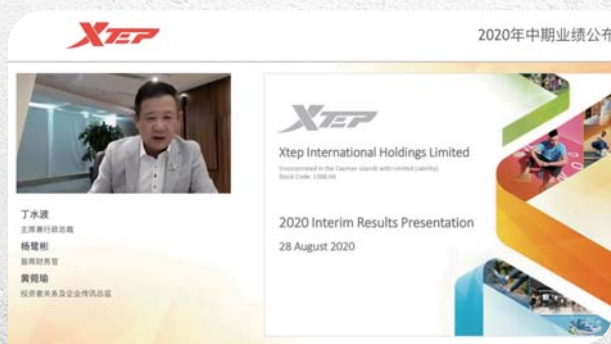 XTEP
2020年中期业绩公布
XTEP
Xtep International Holdings Limited
(Incorporated in the Cayman Islands with Limited Liability)
Stock Code: 1368.HK
2020 Interim Results Presentation
28 August 2020
丁水波
主席兼行政总裁
杨鹭彬
首席财务官
黄菀瑜
投资者关系及企业传讯总监